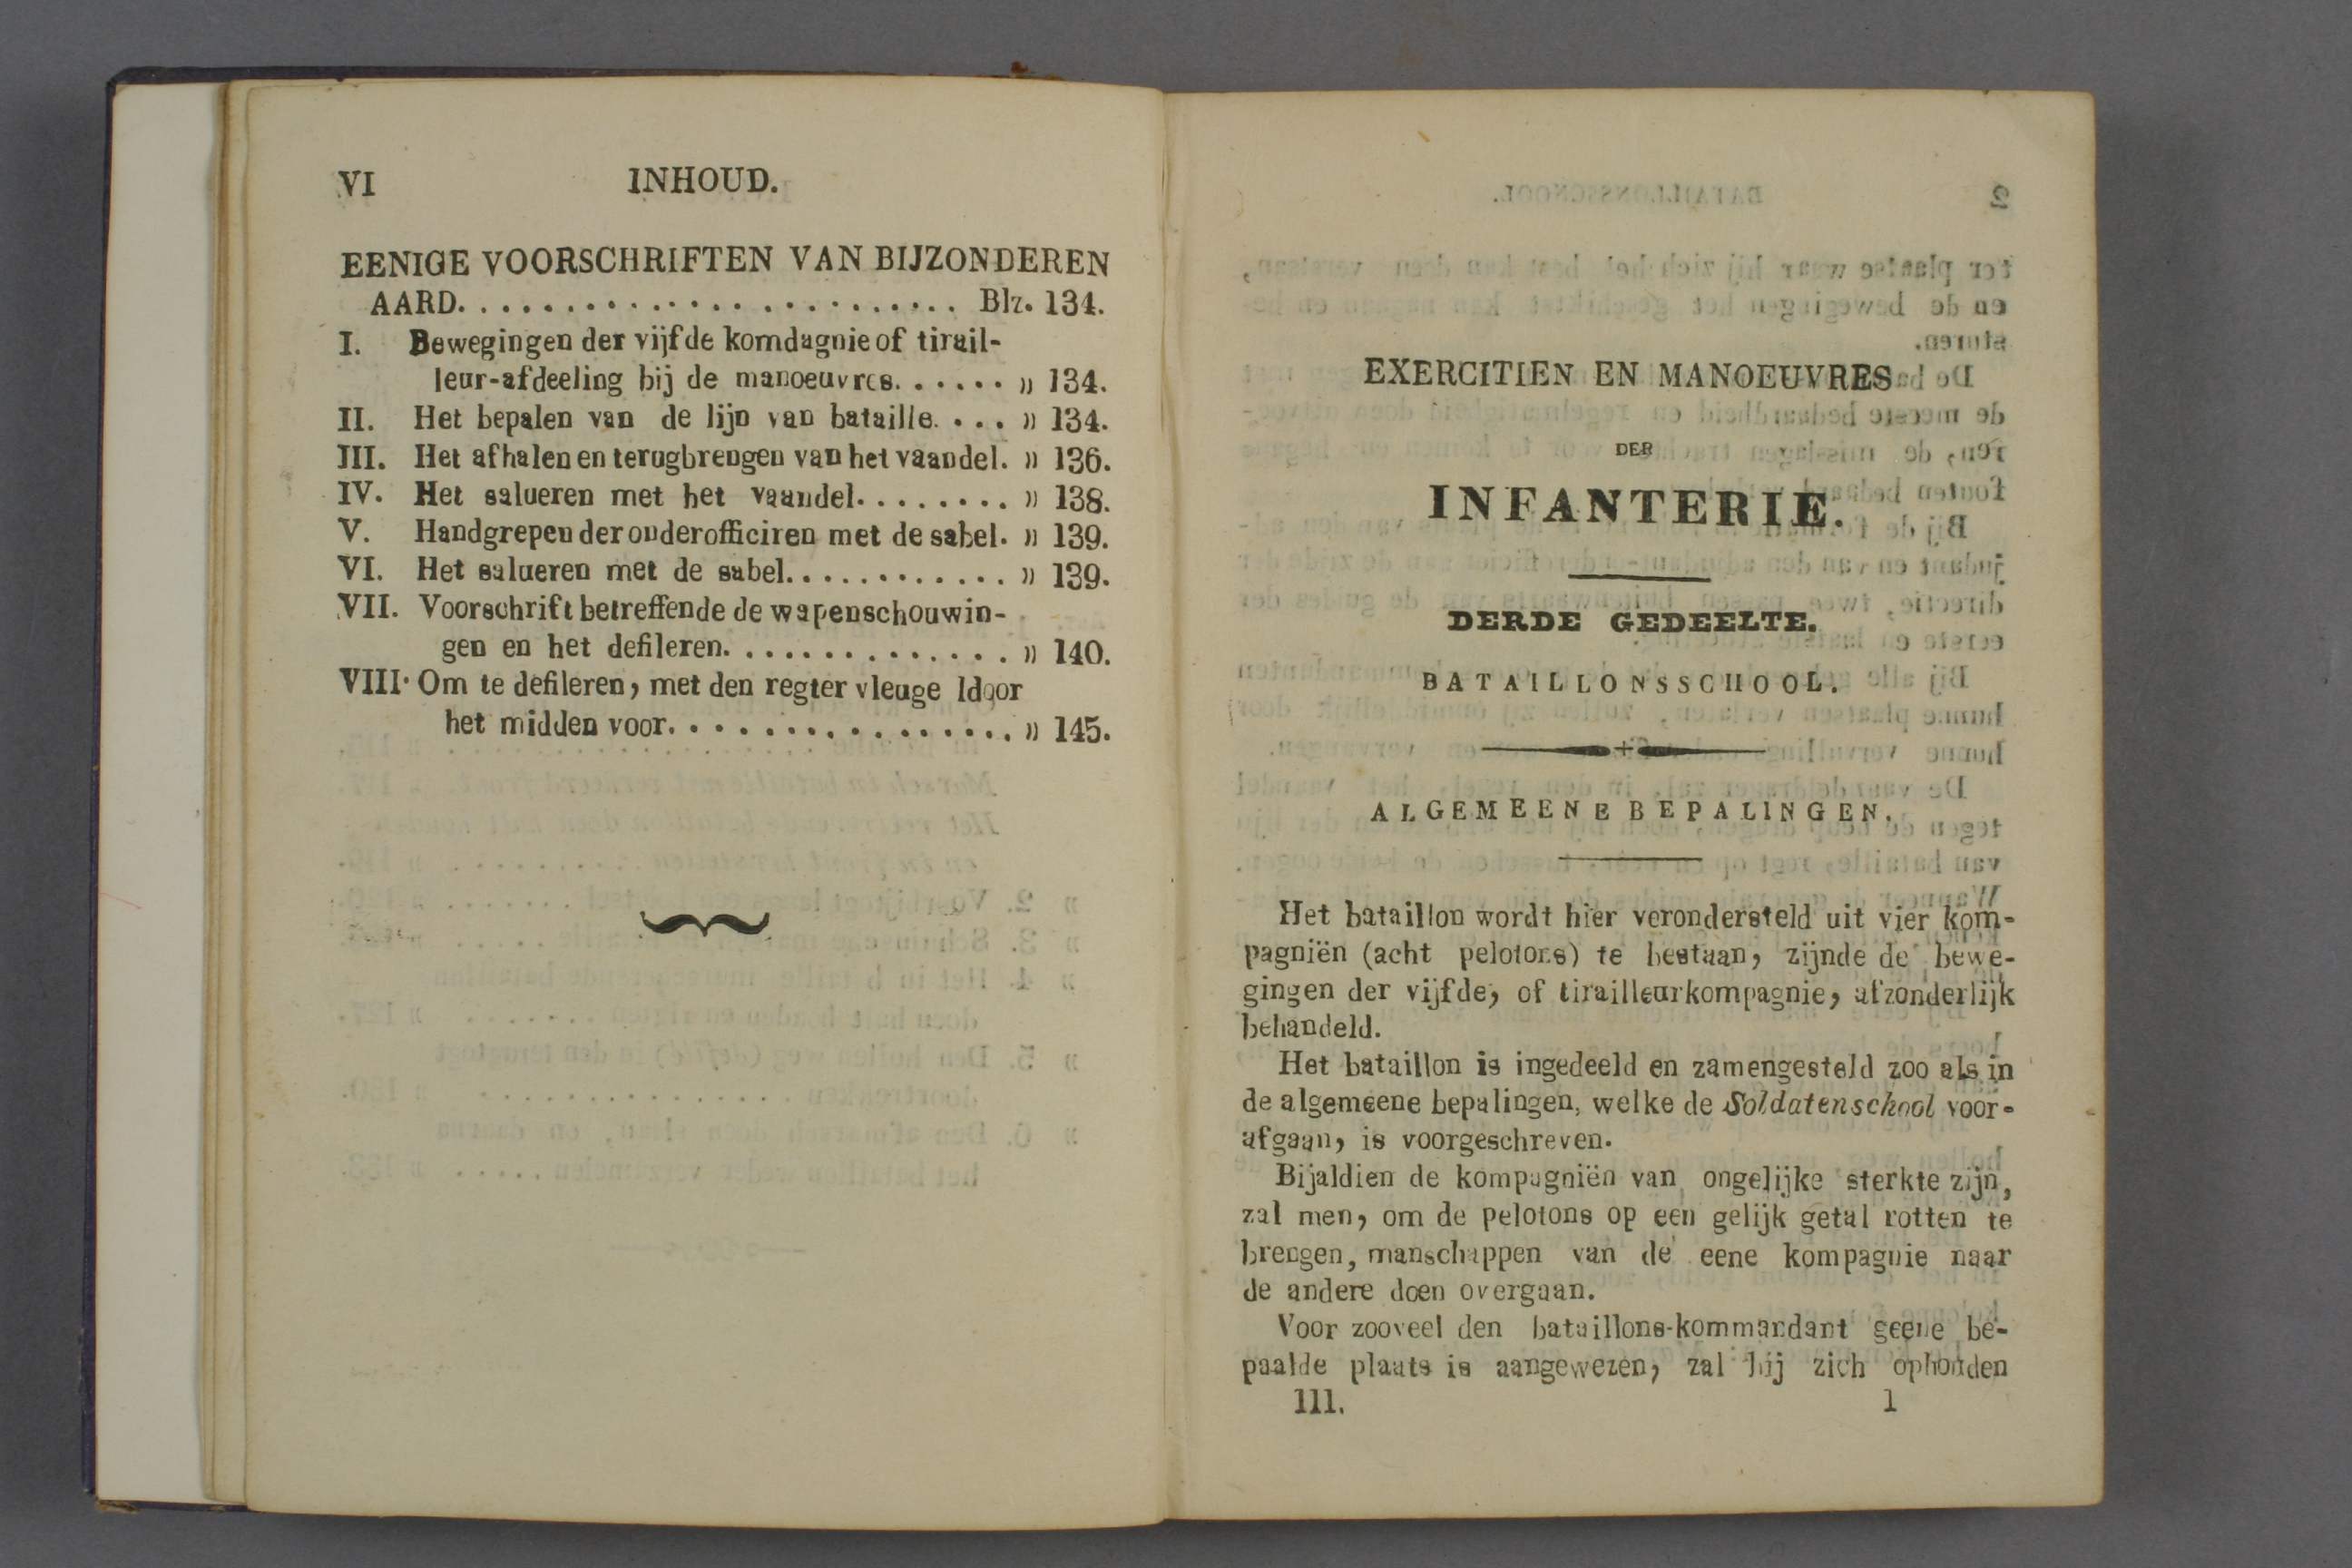 VI INHOUD.
EENIGE VOORSCHRIFTEN VAN BIJZONDEREN
AARD. . . . . . . . . . . . . . . . . . . . . . . . Blz. 134.
I. Bewegingen der vijfde komdagnie of tirail-
leur-afdeeling bij de manoeuvres. . . . . . » 134.
II. Het bepalen van de lijn van bataille. . . . » 134.
III. Het afhalen en terugbrengen van het vaandel. » 136.
IV. Het salueren met het vaandel. . . . . . . . » 138.
V. Handgrepen der onderofficiren met de sabel. » 139.
VI. Het salueren met de sabel. . . . . . . . . . . . » 139.
VII. Voorschrift betreffende de wapenschouwin-
gen en het defileren. . . . . . . . . . . . . . » 140.
VIII. Om te defileren, met den regter vleuge ldoor
het midden voor. . . . . . . . . . . . . . . . » 145.
EXERCITIEN EN MANOEUVRES
DER
INFANTERIE.
DERDE GEDEELTE.
BATAILLONSSCHOOL.
ALGEMEENE BEPALINGEN.
Het bataillon wordt hier verondersteld uit vier kom-
pagniën (acht pelotons) te bestaan, zijnde de bewe-
gingen der vijfde, of tirailleurkompagnie, afzonderlijk
behandeld.
Het bataillon is ingedeeld en zamengesteld zoo als in
de algemeene bepalingen, welke de Soldatenschool voor-
afgaan, is voorgeschreven.
Bijaldien de kompagniën van ongelijke sterkte zijn,
zal men, om de pelotons op een gelijk getal rotten te
brengen, manschappen van de eene kompagnie naar
de andere doen overgaan.
Voor zooveel den bataillons-kommandant geene be-
paalde plaats is aangewezen, zal hij zich ophouden
III. 1